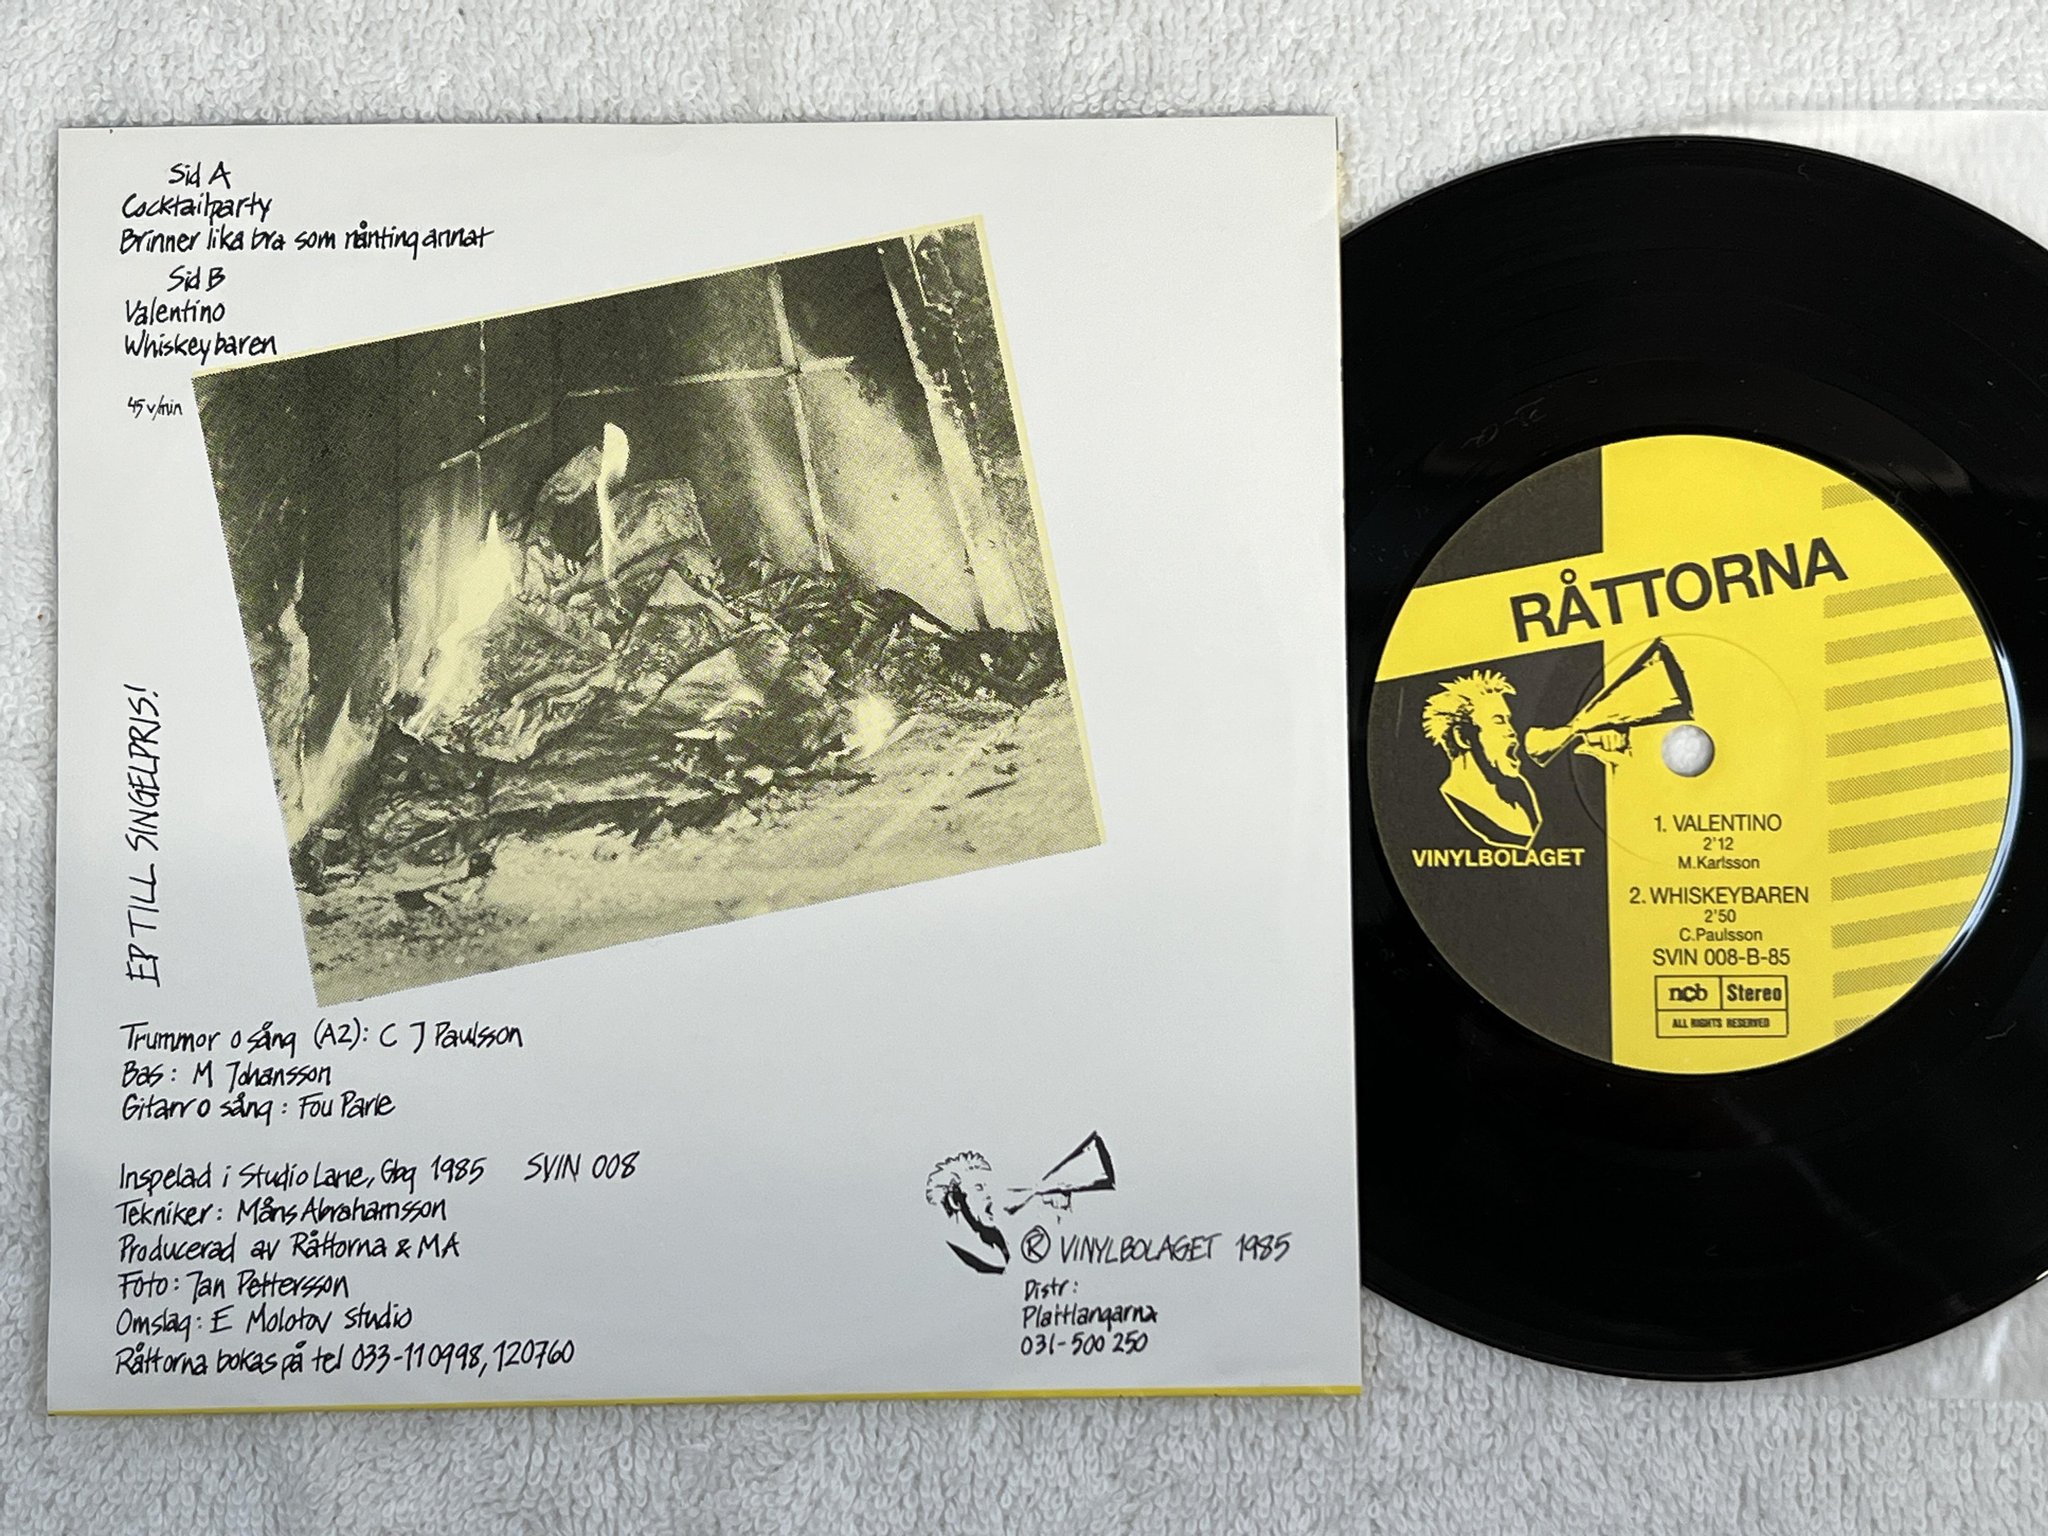 Sid A
Cocktailparty
Brinner lika bra som nånting annat
Sid B
Valentino
Whiskeybaren
45 v/min
EP TILL SINGELPRIS!
Trummor o sång (A2): C J Paulsson
Bas: M Johansson
Gitarr o sång: Fou Parle
Inspelad i Studio Lane, Gbg 1985 SVIN 008
Tekniker: Måns Abrahamsson
Producerad av Råttorna & MA
Foto: Jan Pettersson
Omslag: E Molotov Studio
Råttorna bokas på tel 033-110998, 120760
® VINYLBOLAGET 1985
Distr:
Plattlangarna
031-500 250
RÅTTORNA
VINYLBOLAGET
1. VALENTINO
2'12
M.Karlsson
2. WHISKEYBAREN
2'50
C.Paulsson
SVIN 008-B-85
ncb Stereo
ALL RIGHTS RESERVED